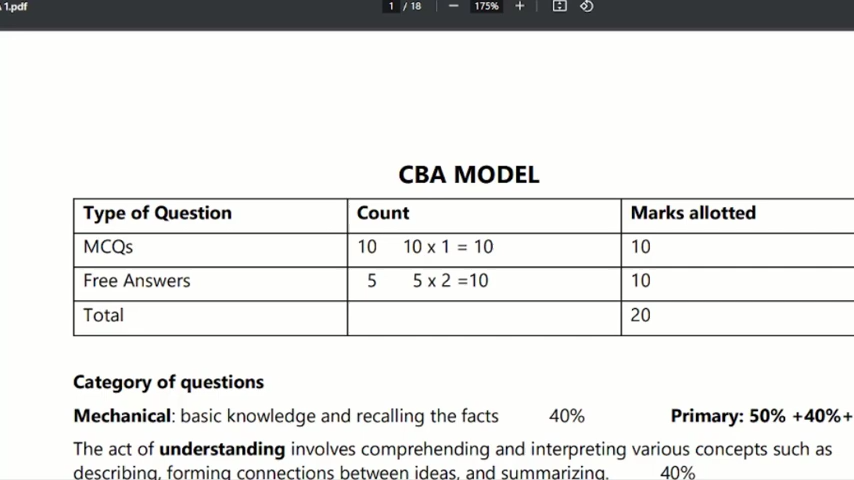 1.pdf
1 / 18 — 175% +
CBA MODEL
Type of Question Count Marks allotted
MCQs 10 10 x 1 = 10 10
Free Answers 5 5 x 2 =10 10
Total 20
Category of questions
Mechanical: basic knowledge and recalling the facts 40% Primary: 50% +40%+
The act of understanding involves comprehending and interpreting various concepts such as
describing, forming connections between ideas, and summarizing. 40%